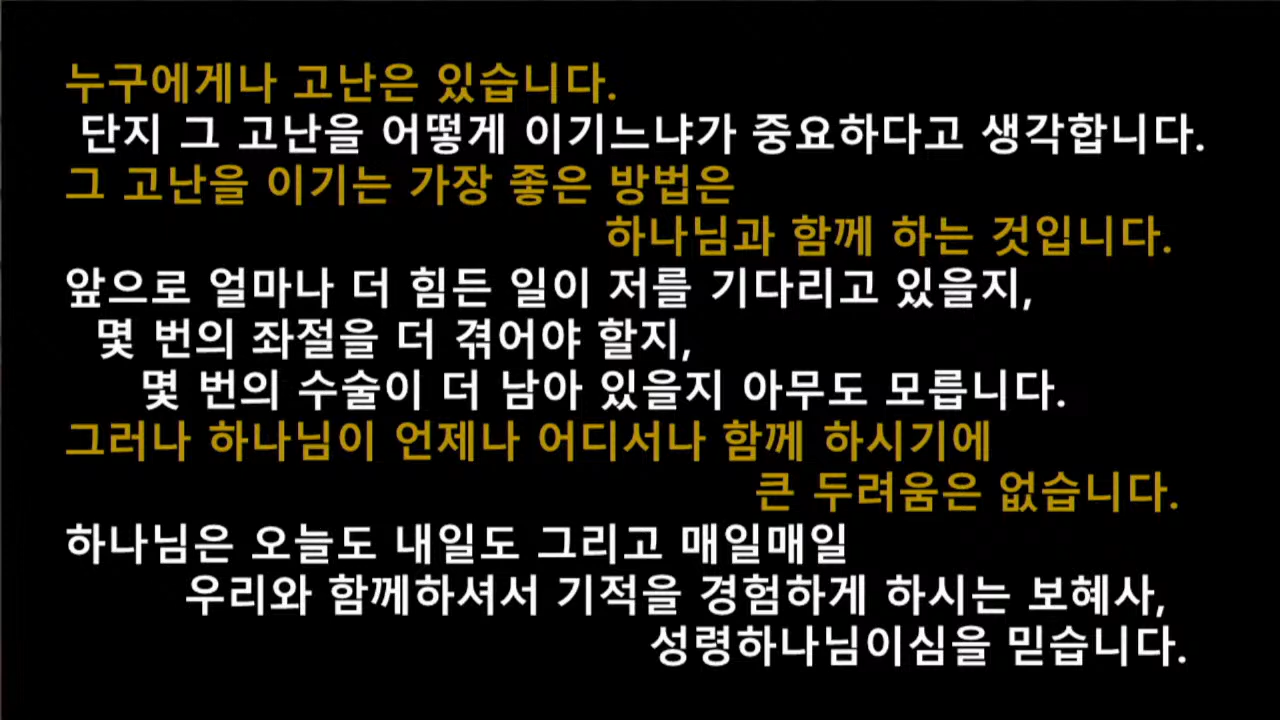 누구에게나 고난은 있습니다.
단지 그 고난을 어떻게 이기느냐가 중요하다고 생각합니다.
그 고난을 이기는 가장 좋은 방법은
하나님과 함께 하는 것입니다.
앞으로 얼마나 더 힘든 일이 저를 기다리고 있을지,
몇 번의 좌절을 더 겪어야 할지,
몇 번의 수술이 더 남아 있을지 아무도 모릅니다.
그러나 하나님이 언제나 어디서나 함께 하시기에
큰 두려움은 없습니다.
하나님은 오늘도 내일도 그리고 매일매일
우리와 함께하셔서 기적을 경험하게 하시는 보혜사,
성령하나님이심을 믿습니다.